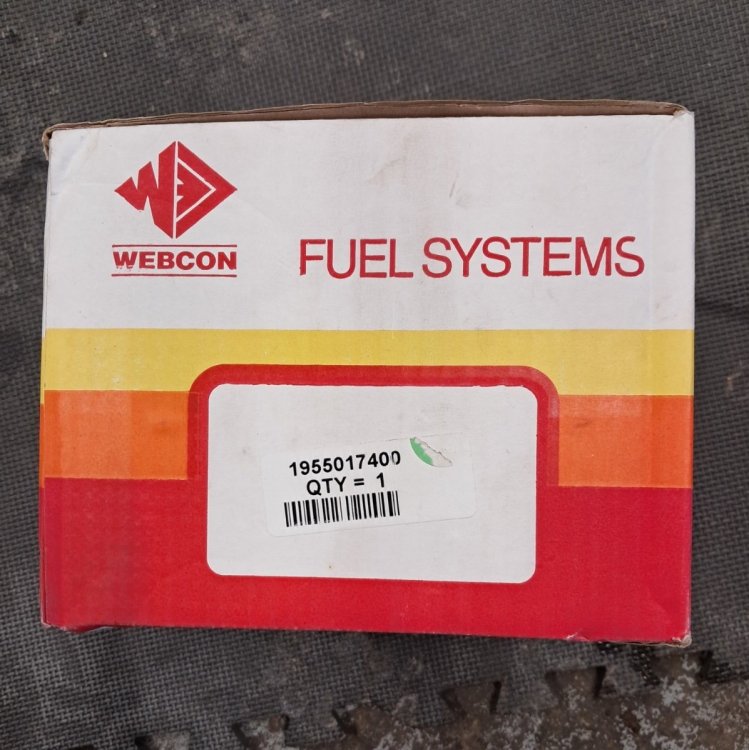 WEBCON
FUEL SYSTEMS
1955017400
QTY = 1